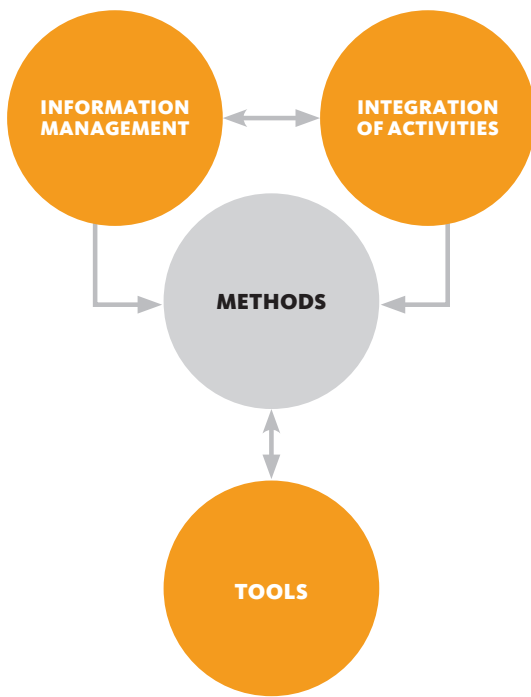 INFORMATION
MANAGEMENT
INTEGRATION
OF ACTIVITIES
METHODS
TOOLS